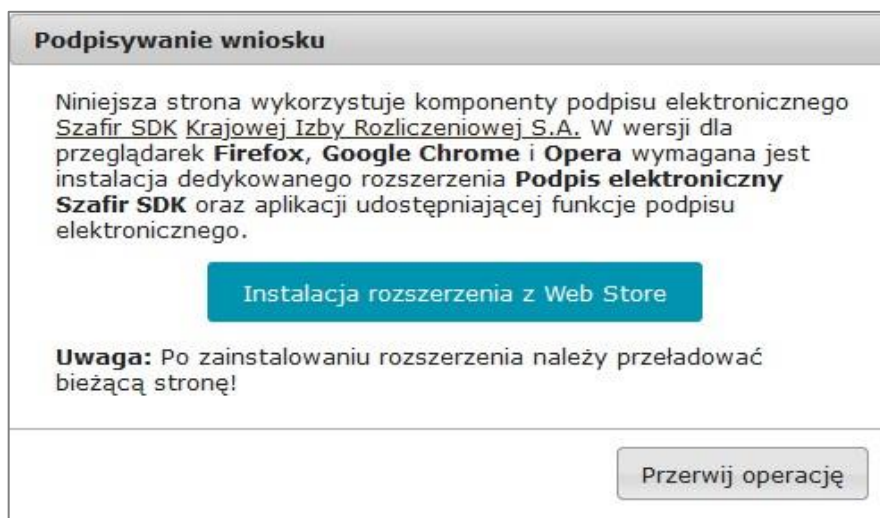 Podpisywanie wniosku
Niniejsza strona wykorzystuje komponenty podpisu elektronicznego
Szafir SDK Krajowej Izby Rozliczeniowej S.A. W wersji dla
przeglądarek Firefox, Google Chrome i Opera wymagana jest
instalacja dedykowanego rozszerzenia Podpis elektroniczny
Szafir SDK oraz aplikacji udostępniającej funkcje podpisu
elektronicznego.
Instalacja rozszerzenia z Web Store
Uwaga: Po zainstalowaniu rozszerzenia należy przeładować
bieżącą stronę!
Przerwij operację